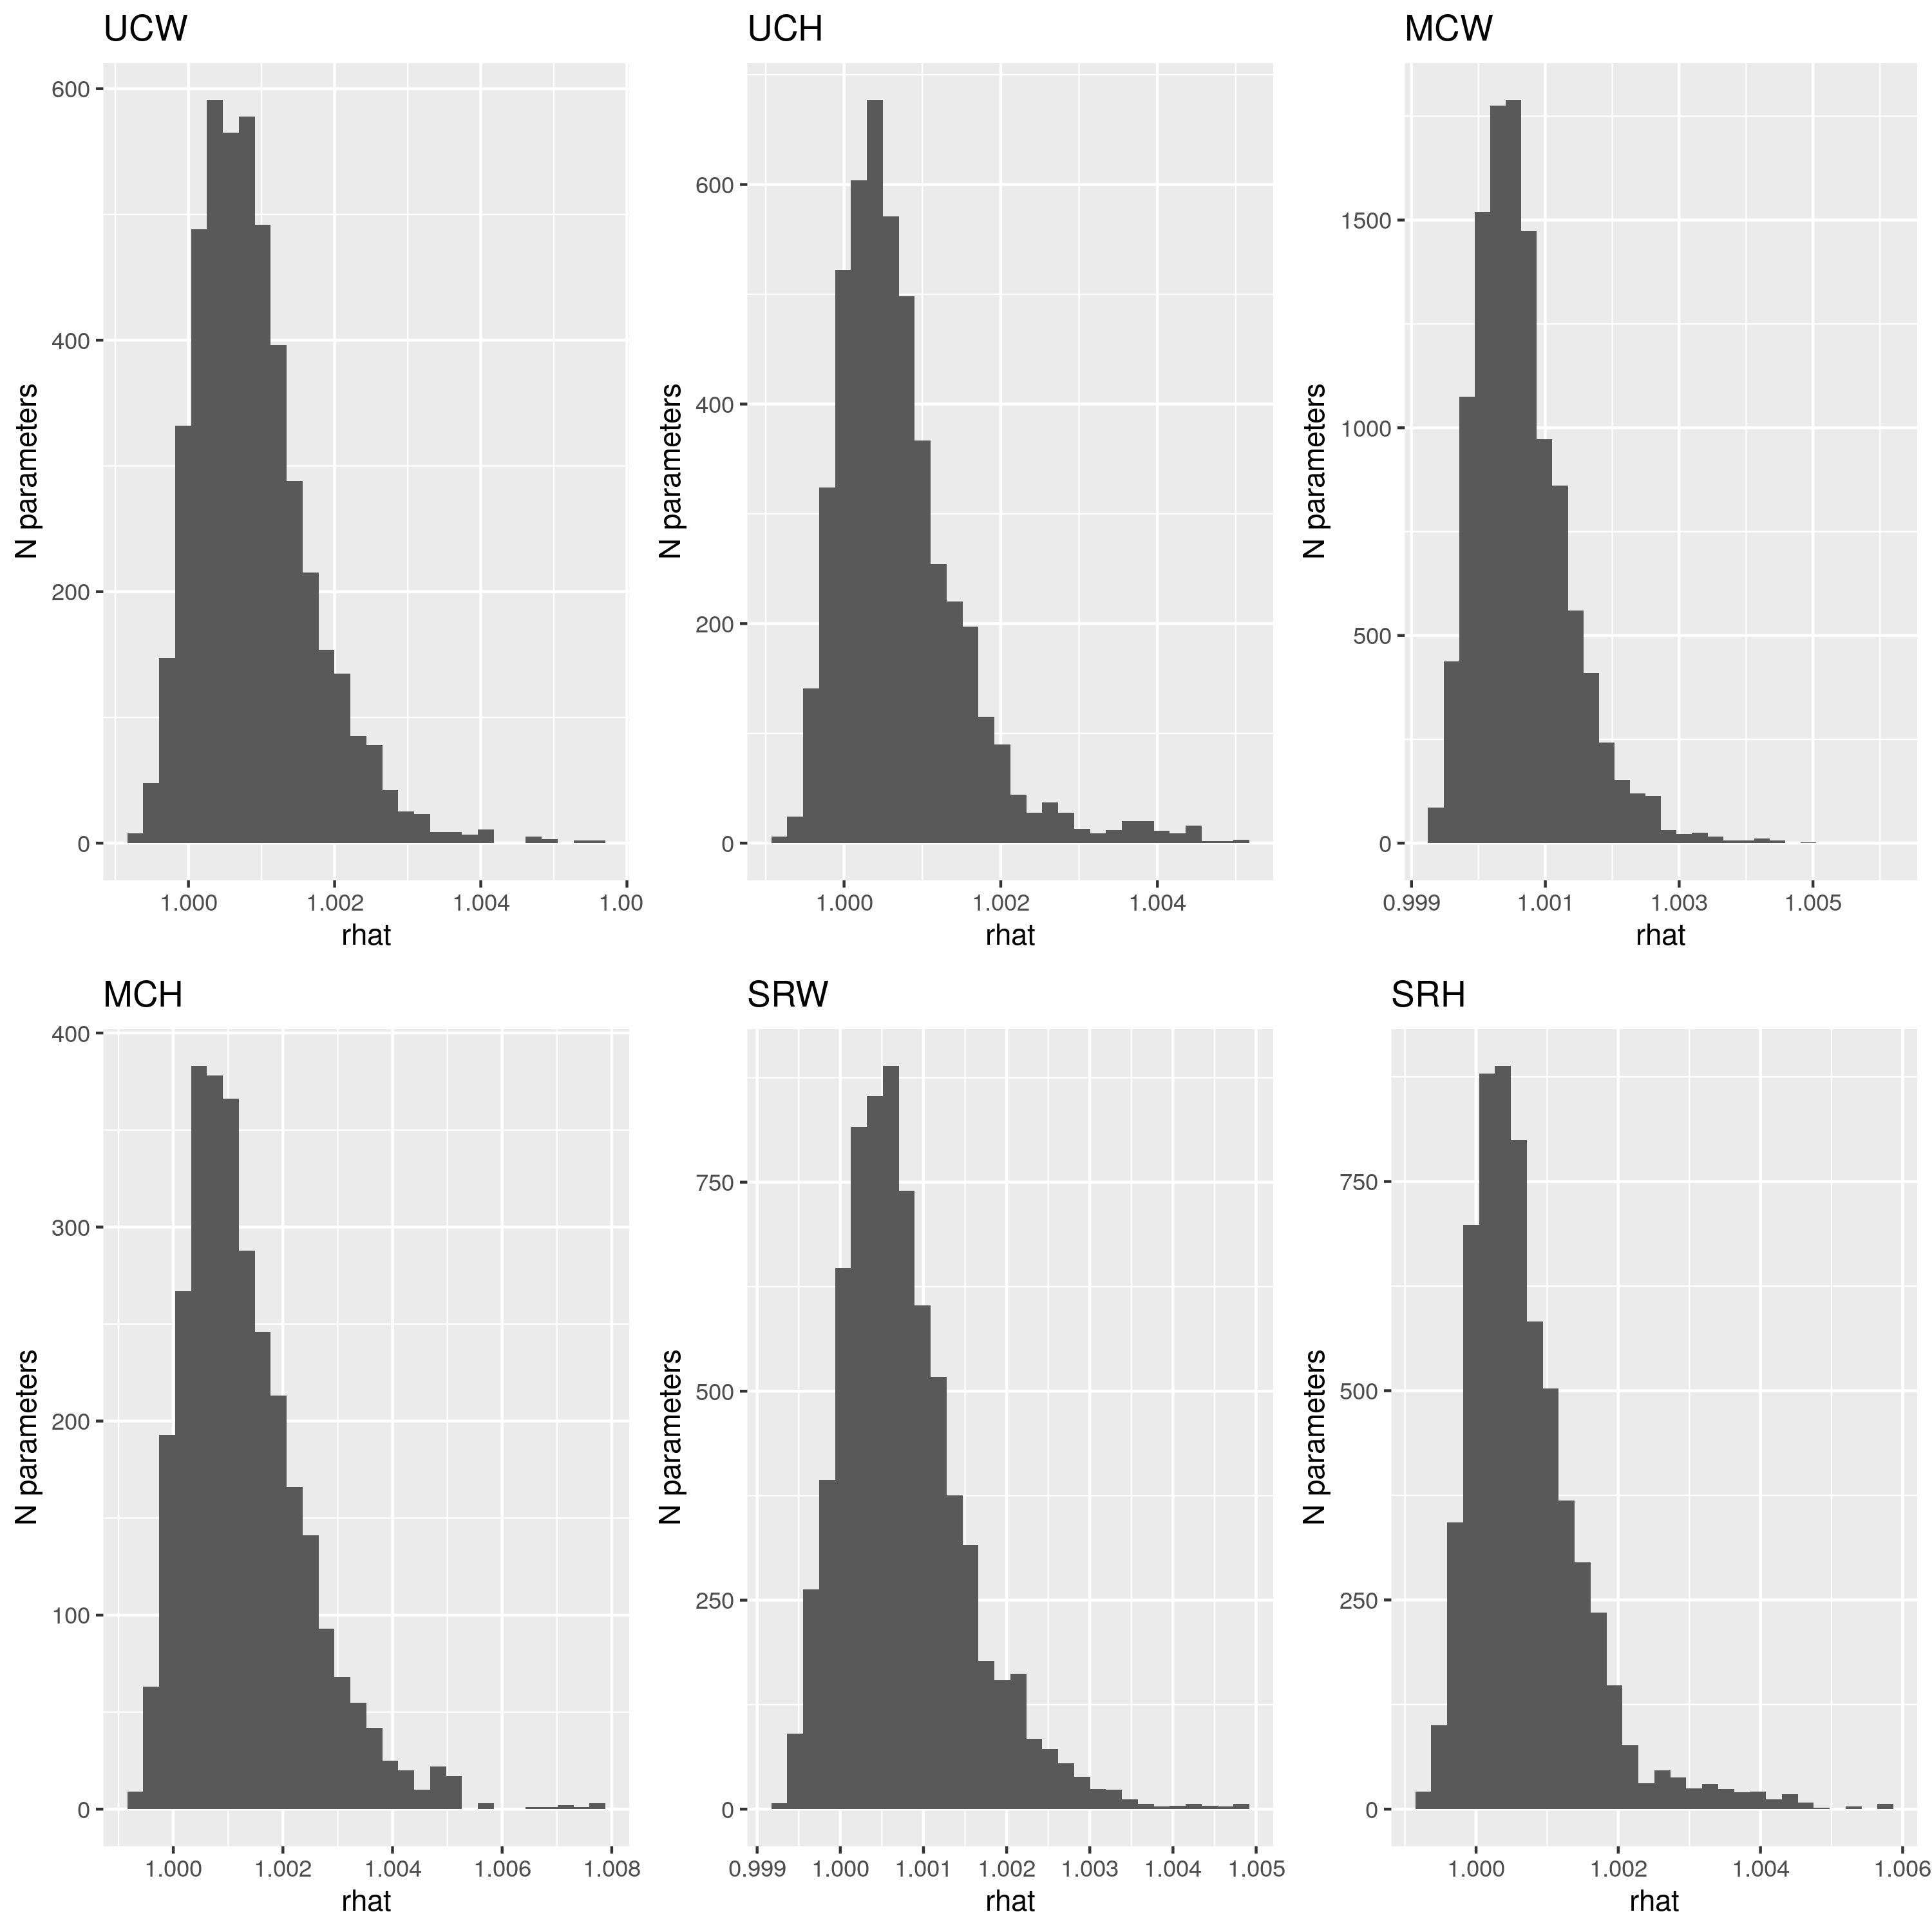 UCW
600
400
200
0
N parameters
1.000 1.002 1.004 1.00
rhat
UCH
600
400
200
0
N parameters
1.000 1.002 1.004
rhat
MCW
1500
1000
500
0
N parameters
0.999 1.001 1.003 1.005
rhat
MCH
400
300
200
100
0
N parameters
1.000 1.002 1.004 1.006 1.008
rhat
SRW
750
500
250
0
N parameters
0.999 1.000 1.001 1.002 1.003 1.004 1.005
rhat
SRH
750
500
250
0
N parameters
1.000 1.002 1.004 1.006
rhat